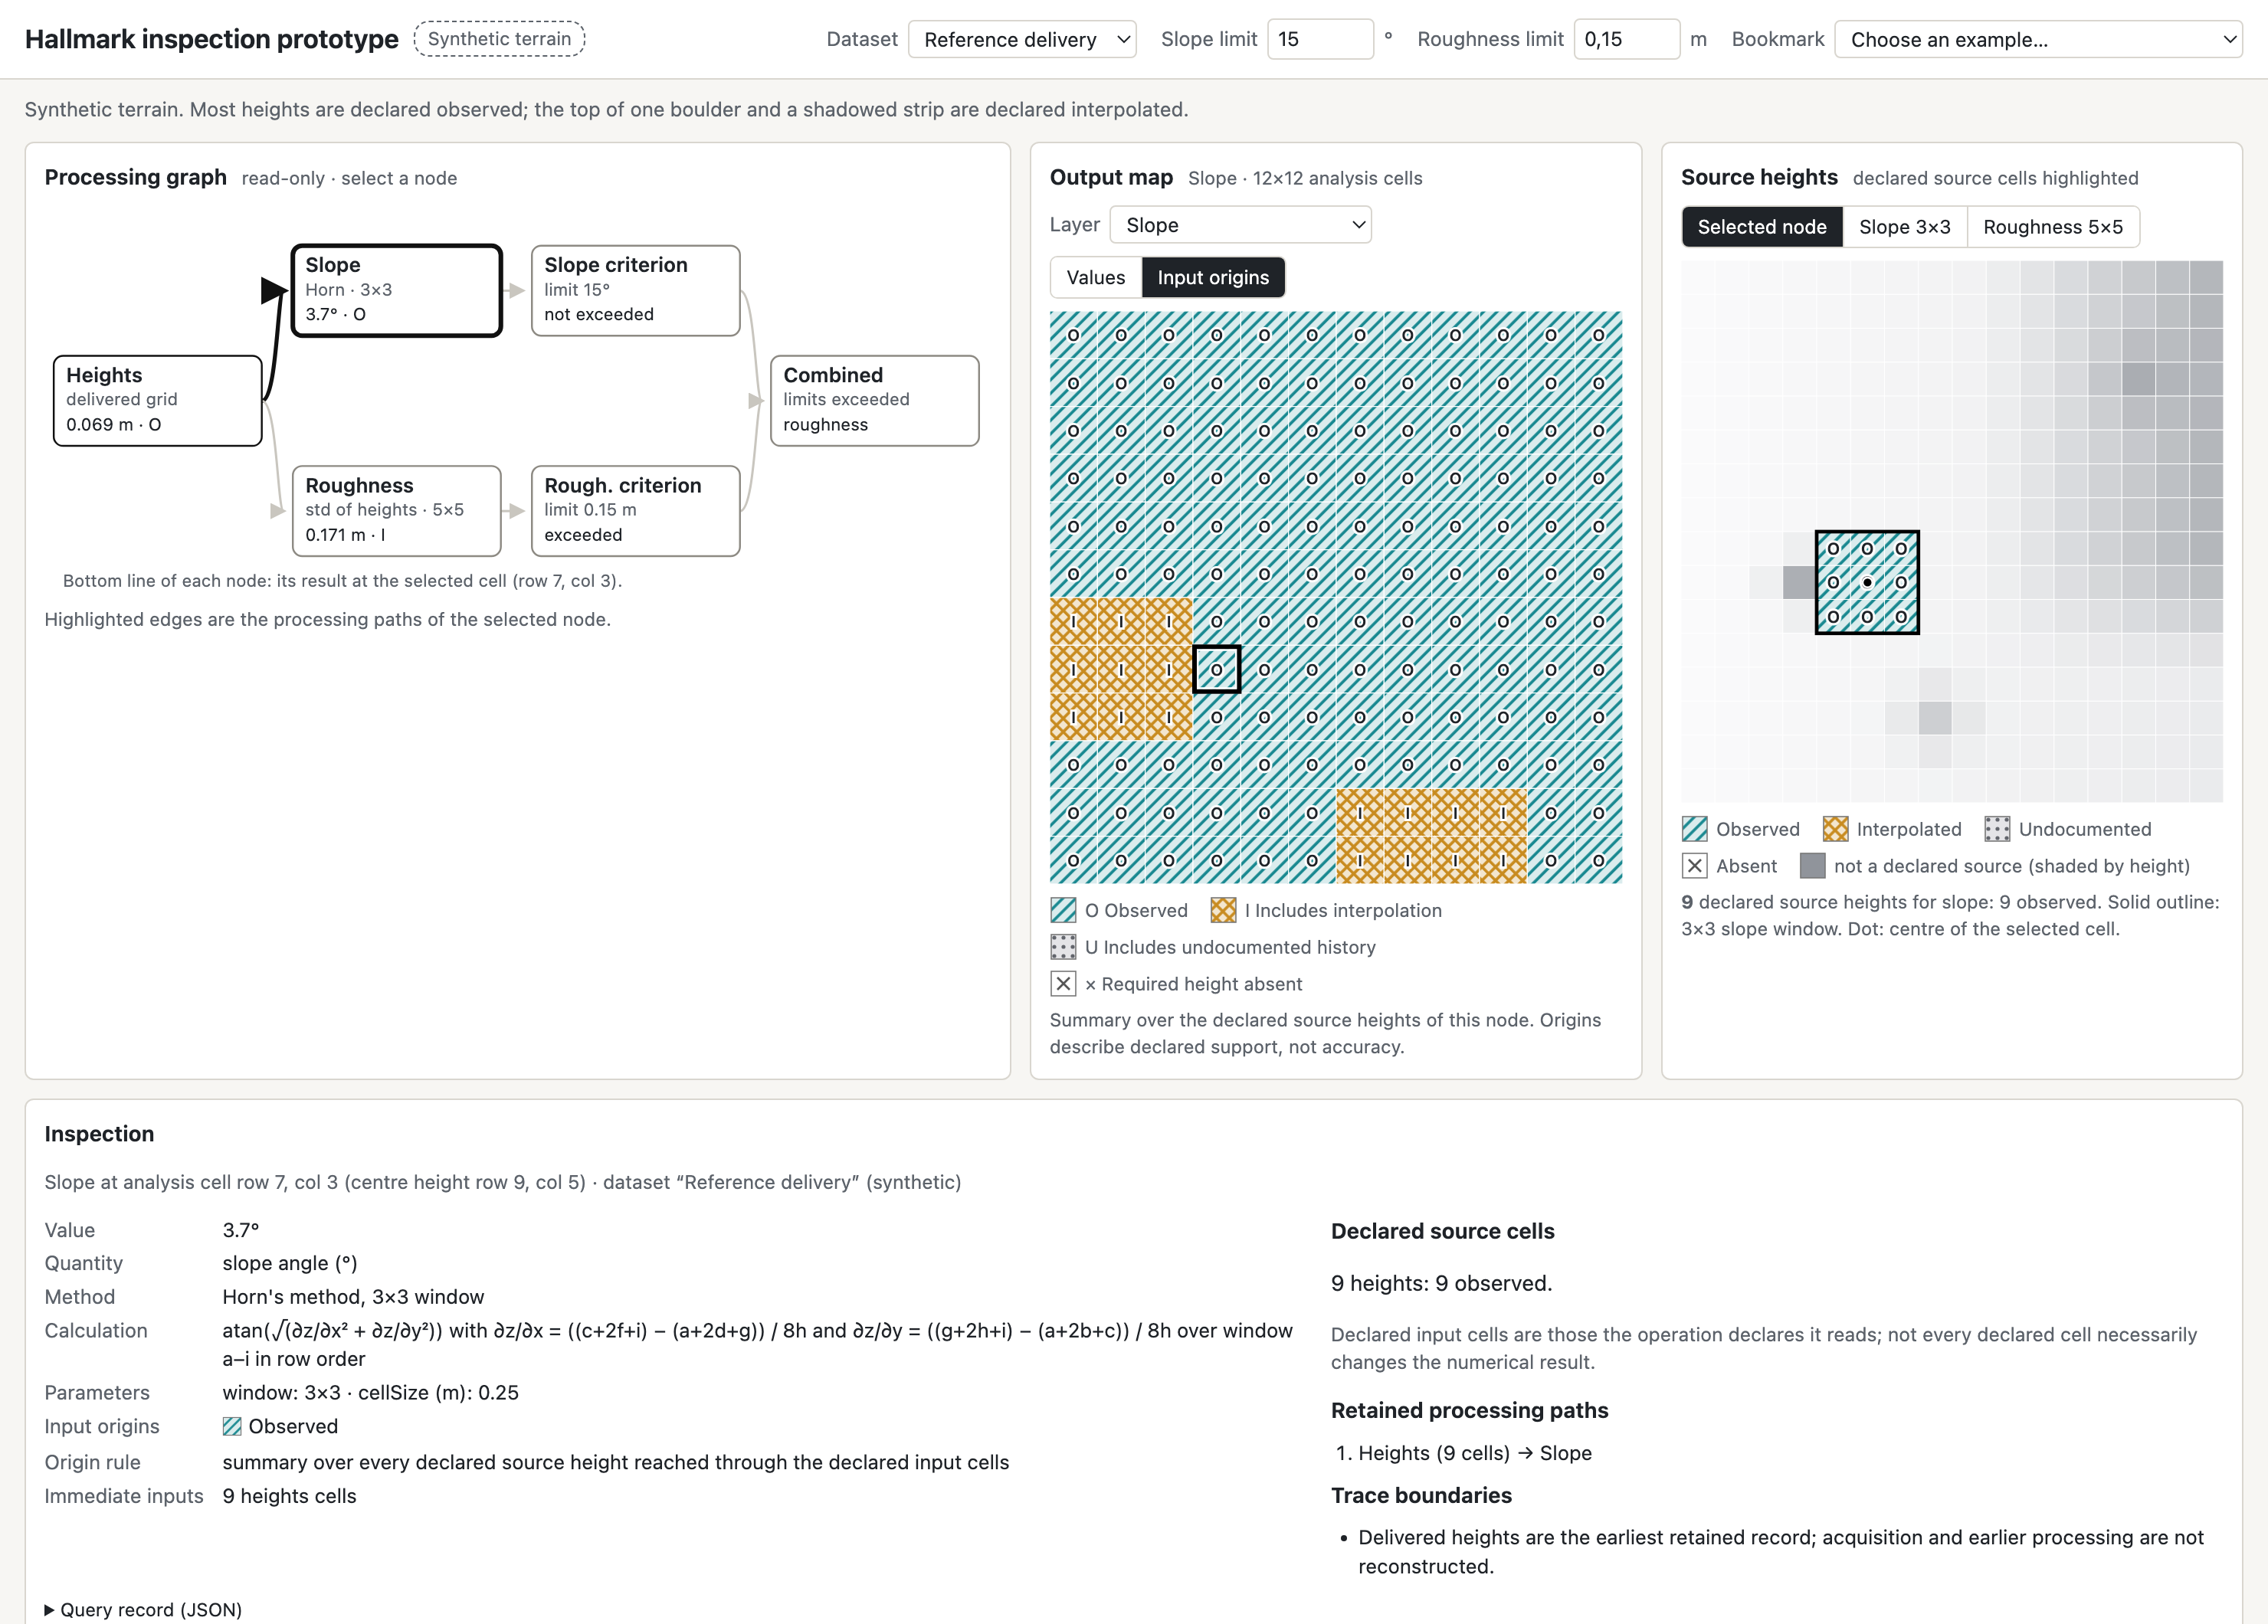 Hallmark inspection prototype Synthetic terrain Dataset Reference delivery Slope limit 15 ° Roughness limit 0,15 m Bookmark Choose an example...
Synthetic terrain. Most heights are declared observed; the top of one boulder and a shadowed strip are declared interpolated.
Processing graph read-only · select a node
Slope
Horn · 3×3
3.7° · O
Slope criterion
limit 15°
not exceeded
Heights
delivered grid
0.069 m · O
Combined
limits exceeded
roughness
Roughness
std of heights · 5×5
0.171 m · I
Rough. criterion
limit 0.15 m
exceeded
Bottom line of each node: its result at the selected cell (row 7, col 3).
Highlighted edges are the processing paths of the selected node.
Output map Slope · 12×12 analysis cells
Layer Slope
Values Input origins
O O O O O O O O O O O O
O O O O O O O O O O O O
O O O O O O O O O O O O
O O O O O O O O O O O O
O O O O O O O O O O O O
O O O O O O O O O O O O
I I I O O O O O O O O O
I I I O O O O O O O O O
I I I O O O O O O O O O
O O O O O O O O O O O O
O O O O O O I I I I O O
O O O O O O I I I I O O
O Observed I Includes interpolation
U Includes undocumented history
× Required height absent
Summary over the declared source heights of this node. Origins
describe declared support, not accuracy.
Source heights declared source cells highlighted
Selected node Slope 3×3 Roughness 5×5
O O O
O O
O O O
Observed Interpolated Undocumented
Absent not a declared source (shaded by height)
9 declared source heights for slope: 9 observed. Solid outline:
3×3 slope window. Dot: centre of the selected cell.
Inspection
Slope at analysis cell row 7, col 3 (centre height row 9, col 5) · dataset “Reference delivery” (synthetic)
Value 3.7°
Quantity slope angle (°)
Method Horn's method, 3×3 window
Calculation atan(√(∂z/∂x² + ∂z/∂y²)) with ∂z/∂x = ((c+2f+i) − (a+2d+g)) / 8h and ∂z/∂y = ((g+2h+i) − (a+2b+c)) / 8h over window
a–i in row order
Parameters window: 3×3 · cellSize (m): 0.25
Input origins Observed
Origin rule summary over every declared source height reached through the declared input cells
Immediate inputs 9 heights cells
Declared source cells
9 heights: 9 observed.
Declared input cells are those the operation declares it reads; not every declared cell necessarily
changes the numerical result.
Retained processing paths
1. Heights (9 cells) → Slope
Trace boundaries
• Delivered heights are the earliest retained record; acquisition and earlier processing are not
reconstructed.
▶ Query record (JSON)